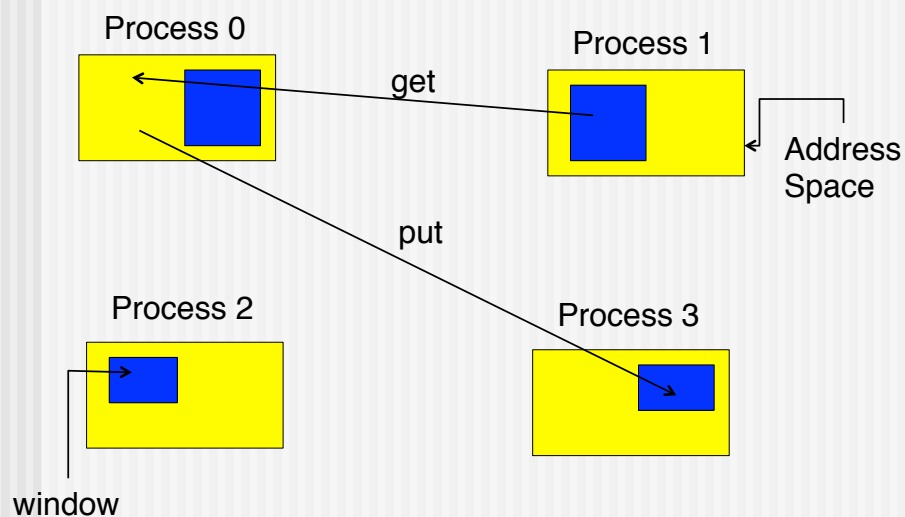 Process 0
Process 1
get
Address
Space
put
Process 2
Process 3
window